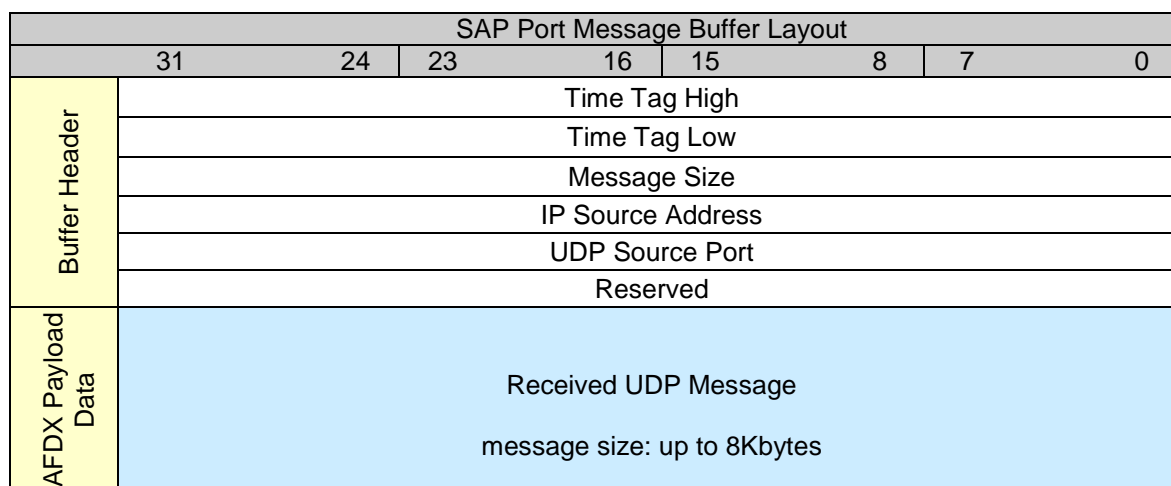 SAP Port Message Buffer Layout
31 24 23 16 15 8 7 0
Buffer Header
Time Tag High
Time Tag Low
Message Size
IP Source Address
UDP Source Port
Reserved
AFDX Payload
Data
Received UDP Message
message size: up to 8Kbytes